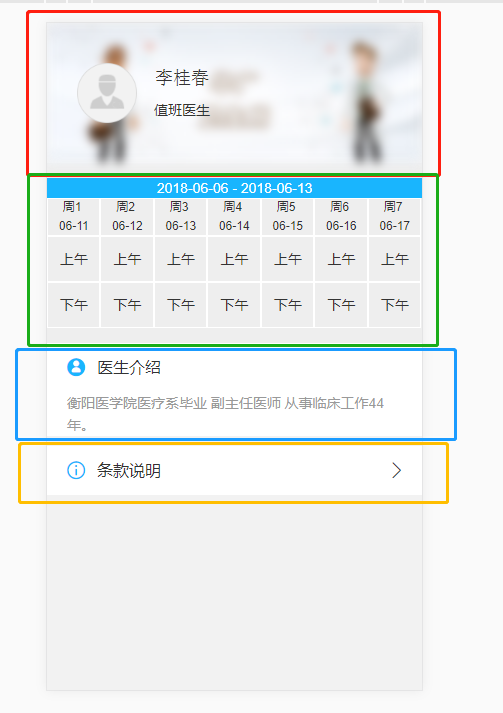 李桂春
值班医生
2018-06-06 - 2018-06-13
周1 周2 周3 周4 周5 周6 周7
06-11 06-12 06-13 06-14 06-15 06-16 06-17
上午 上午 上午 上午 上午 上午 上午
下午 下午 下午 下午 下午 下午 下午
医生介绍
衡阳医学院医疗系毕业 副主任医师 从事临床工作44
年。
条款说明